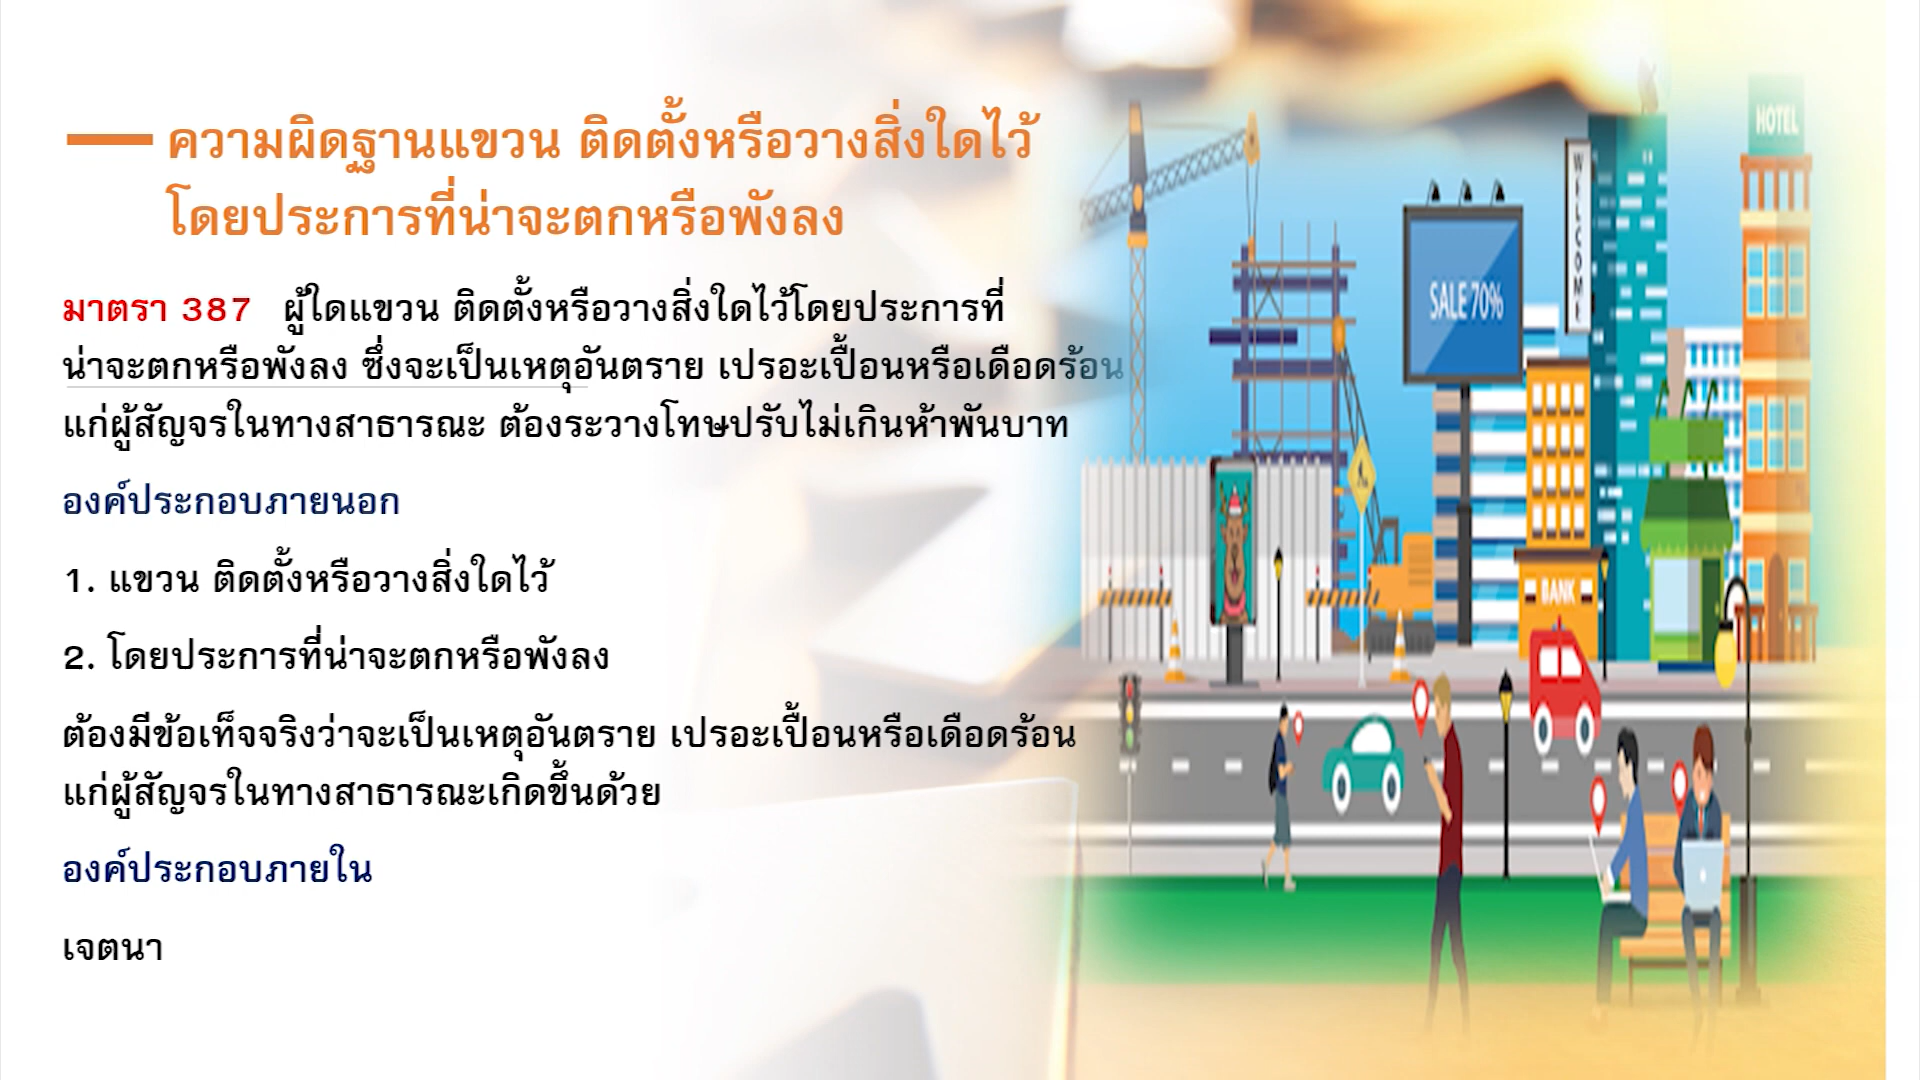 ความผิดฐานแขวน ติดตั้งหรือวางสิ่งใดไว้
โดยประการที่น่าจะตกหรือพังลง
มาตรา 387 ผู้ใดแขวน ติดตั้งหรือวางสิ่งใดไว้โดยประการที่
น่าจะตกหรือพังลง ซึ่งจะเป็นเหตุอันตราย เปรอะเปื้อนหรือเดือดร้อน
แก่ผู้สัญจรในทางสาธารณะ ต้องระวางโทษปรับไม่เกินห้าพันบาท
องค์ประกอบภายนอก
1. แขวน ติดตั้งหรือวางสิ่งใดไว้
2. โดยประการที่น่าจะตกหรือพังลง
ต้องมีข้อเท็จจริงว่าจะเป็นเหตุอันตราย เปรอะเปื้อนหรือเดือดร้อน
แก่ผู้สัญจรในทางสาธารณะเกิดขึ้นด้วย
องค์ประกอบภายใน
เจตนา
HOTEL
WELCOME
SALE 70%
BANK